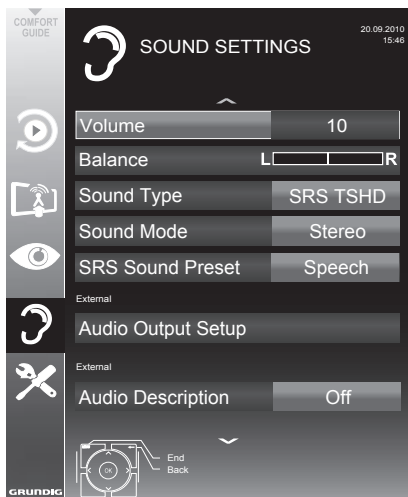 COMFORT
GUIDE
SOUND SETTINGS
20.09.2010
15:46
Volume 10
Balance L R
Sound Type SRS TSHD
Sound Mode Stereo
SRS Sound Preset Speech
External
Audio Output Setup
External
Audio Description Off
End
Back
OK
GRUNDIG